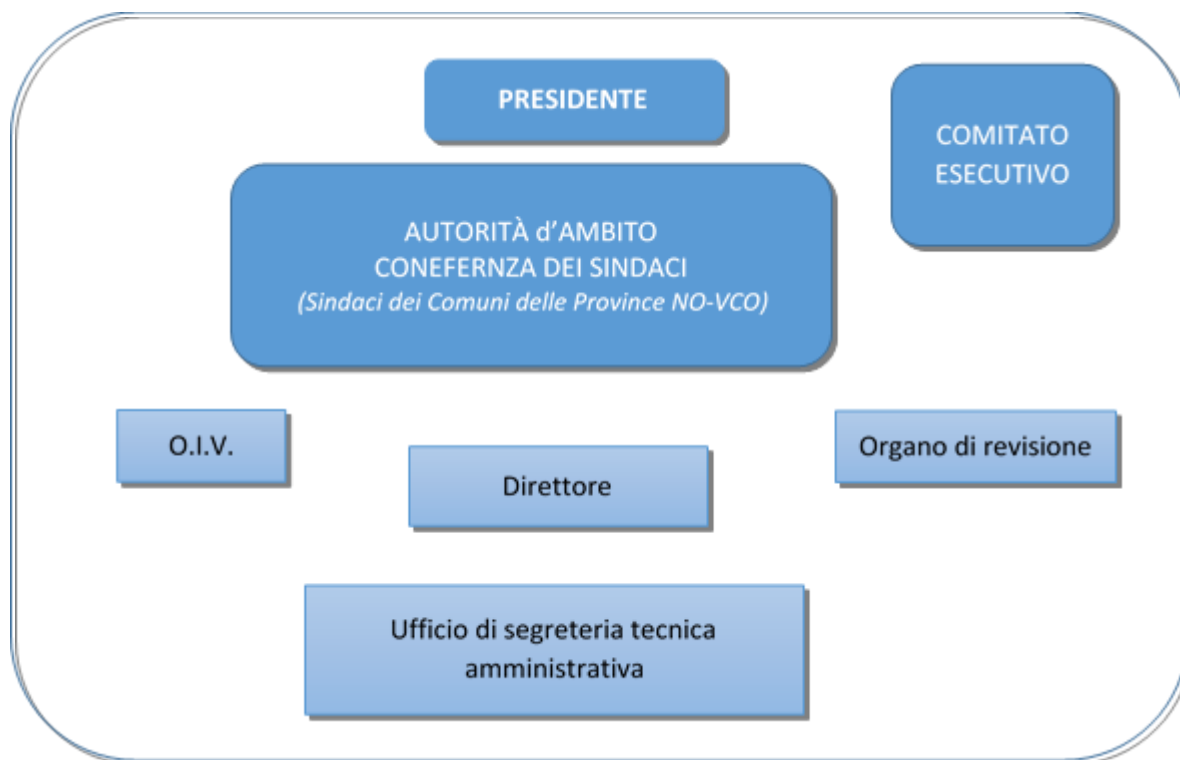 PRESIDENTE
COMITATO
ESECUTIVO
AUTORITÀ d’AMBITO
CONEFERNZA DEI SINDACI
(Sindaci dei Comuni delle Province NO-VCO)
O.I.V.
Direttore
Organo di revisione
Ufficio di segreteria tecnica
amministrativa